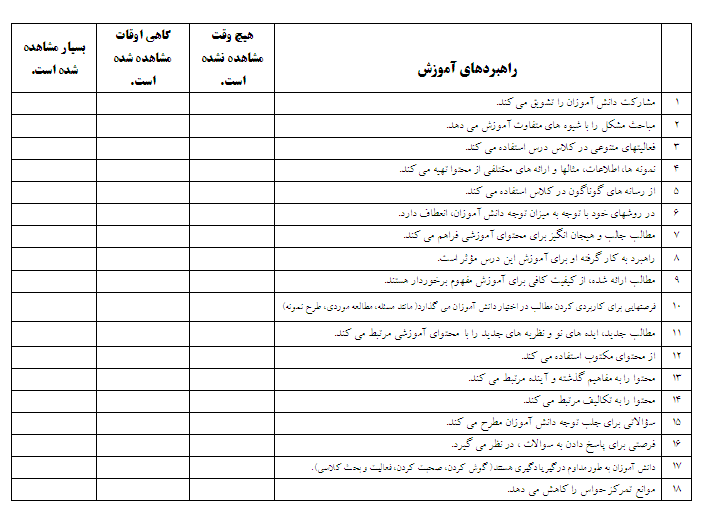 راهبردهای آموزش
هیچ وقت
مشاهده نشده
است.
گاهی اوقات
مشاهده شده
است.
بسیار مشاهده
شده است.
۱ مشارکت دانش آموزان را تشویق می کند.
۲ مباحث مشکل را با شیوه های متفاوت آموزش می دهد.
۳ فعالیتهای متنوعی در کلاس درس استفاده می کند.
۴ نمونه ها، اطلاعات، مثالها و ارائه های مختلفی از محتوا تهیه می کند.
۵ از رسانه های گوناگون در کلاس استفاده می کند.
۶ در روشهای خود با توجه به میزان توجه دانش آموزان، انعطاف دارد.
۷ مطالب جالب و هیجان انگیز برای محتوای آموزشی فراهم می کند.
۸ راهبرد به کار گرفته او برای آموزش این درس مؤثر است.
۹ مطالب ارائه شده، از کیفیت کافی برای آموزش مفهوم برخوردار هستند.
۱۰ فرصتهایی برای کاربردی کردن مطالب در اختیار دانش آموزان می گذارد( مانند مسئله، مطالعه موردی، طرح نمونه)
۱۱ مطالب جدید، ایده های نو و نظریه های جدید را با محتوای آموزشی مرتبط می کند.
۱۲ از محتوای مکتوب استفاده می کند.
۱۳ محتوا را به مفاهیم گذشته و آینده مرتبط می کند.
۱۴ محتوا را به تکالیف مرتبط می کند.
۱۵ سؤالاتی برای جلب توجه دانش آموزان مطرح می کند.
۱۶ فرصتی برای پاسخ دادن به سوالات ، در نظر می گیرد.
۱۷ دانش آموزان به طور مداوم درگیر یادگیری هستند( گوش کردن، صحبت کردن، فعالیت و بحث کلاسی).
۱۸ موانع تمرکز حواس را کاهش می دهد.